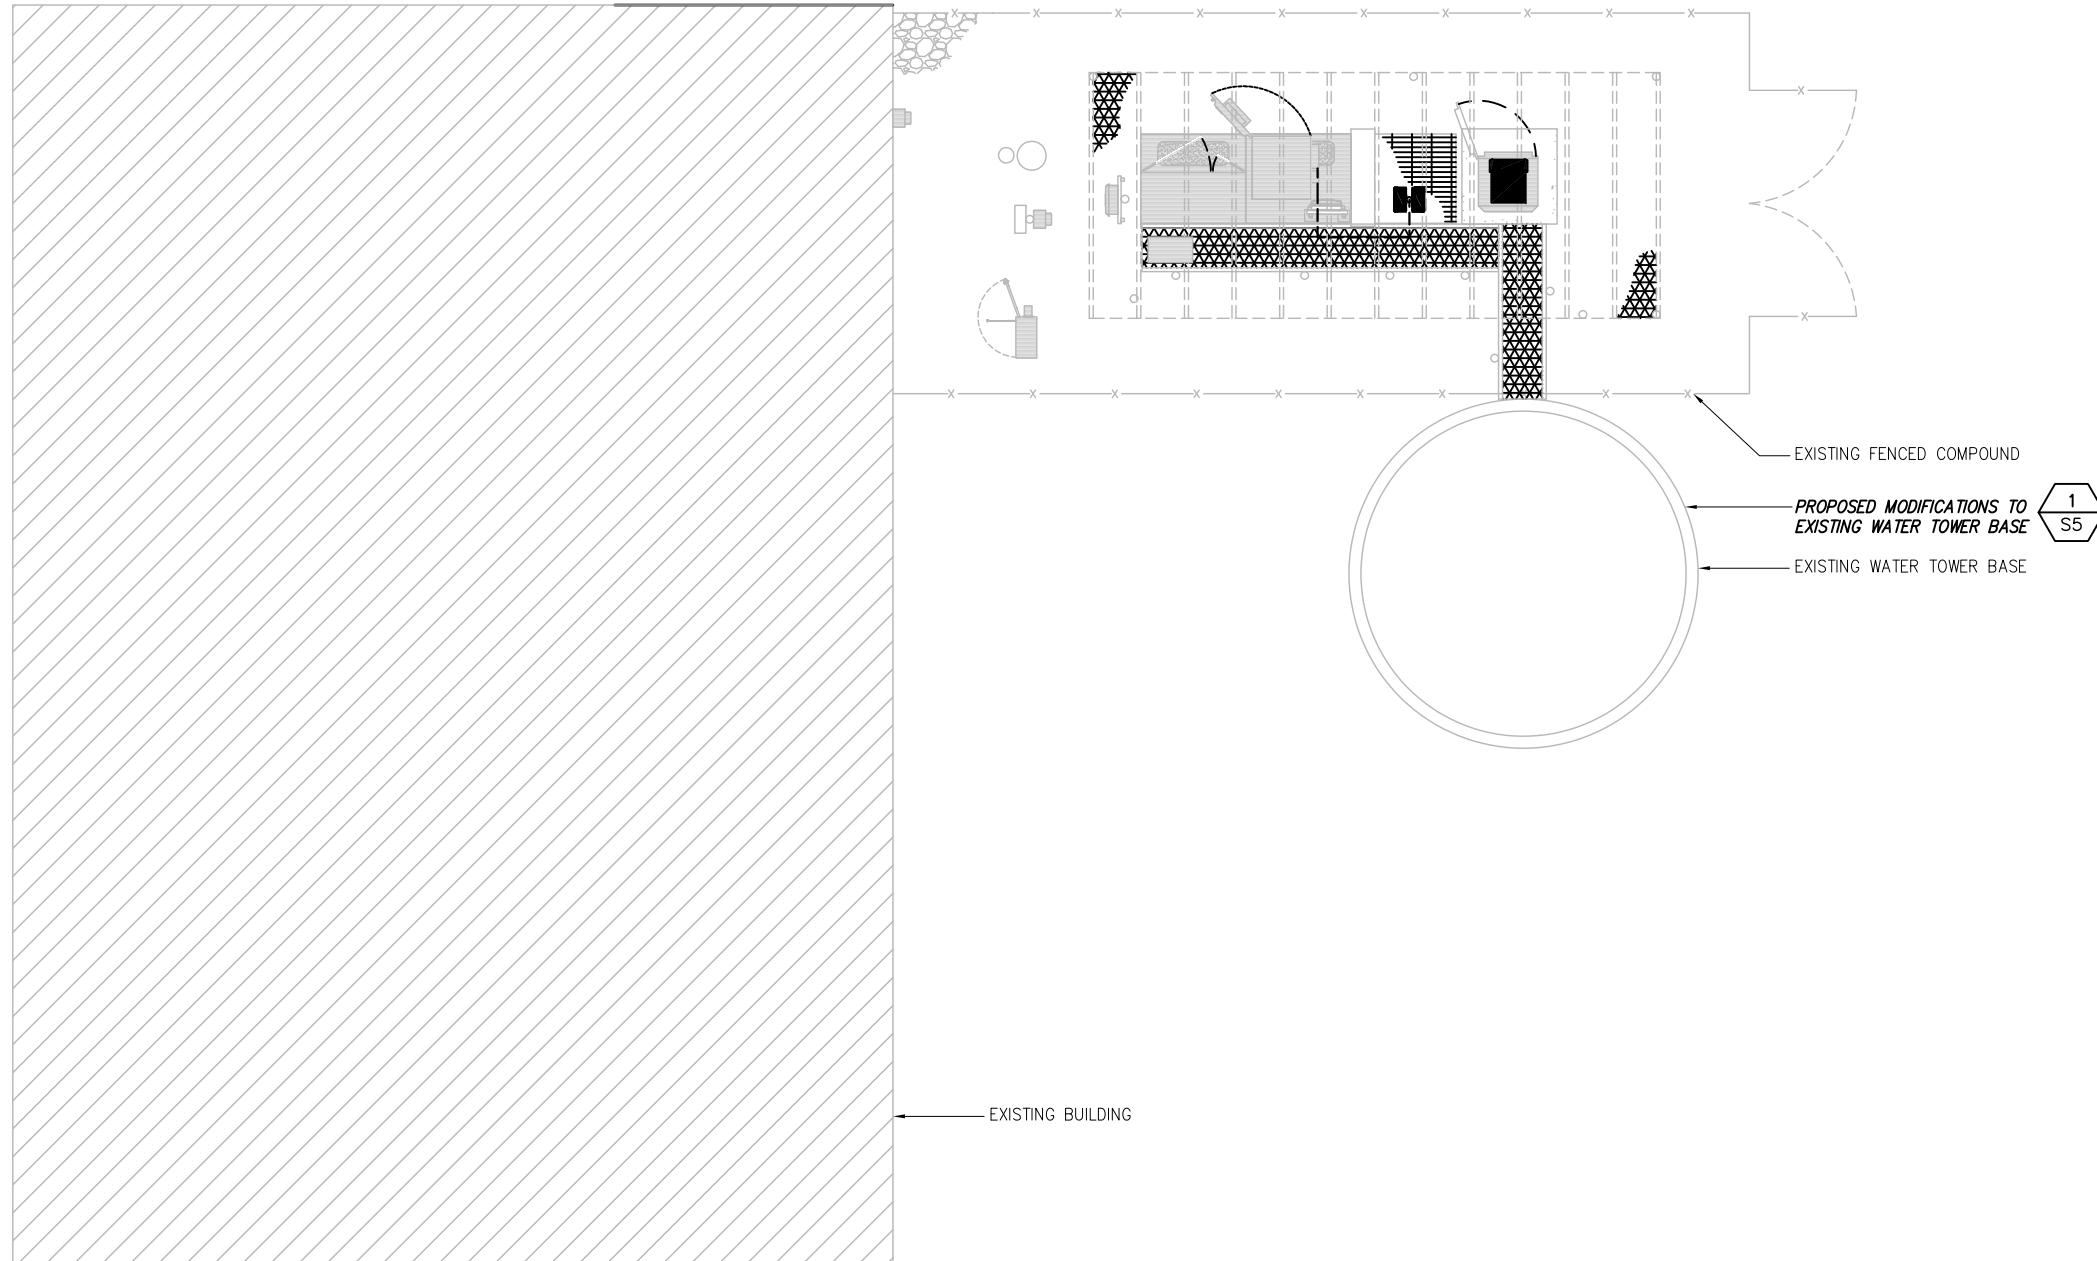 EXISTING FENCED COMPOUND
PROPOSED MODIFICATIONS TO
EXISTING WATER TOWER BASE
1
S5
EXISTING WATER TOWER BASE
EXISTING BUILDING